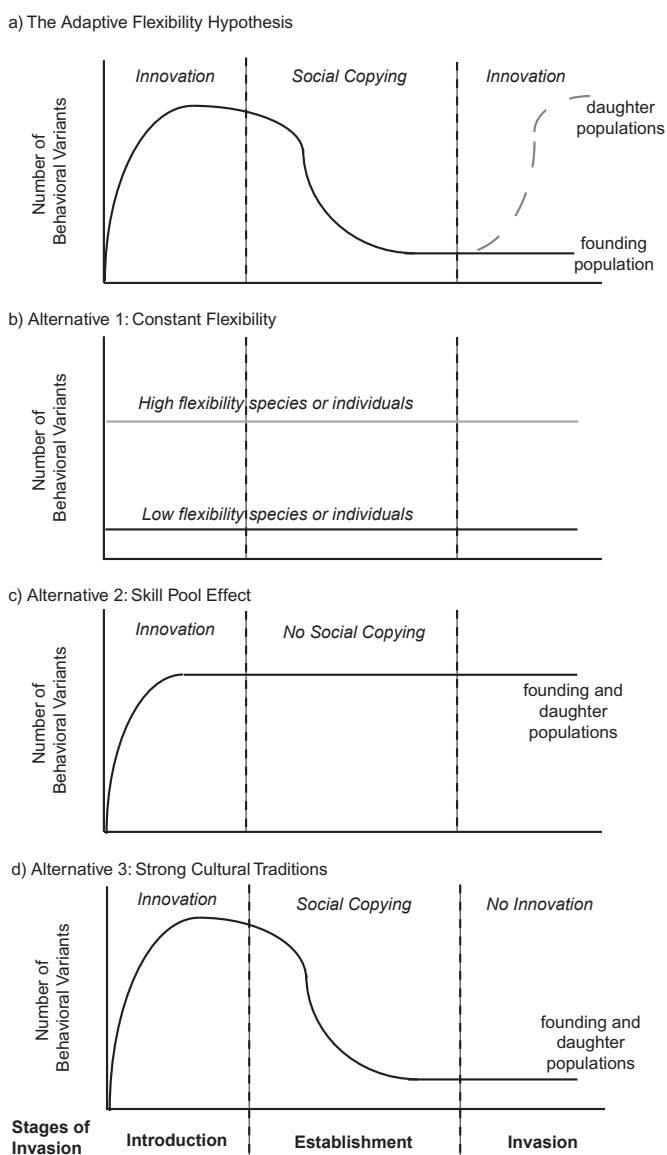 a) The Adaptive Flexibility Hypothesis
Innovation
Social Copying
Innovation
Number of
Behavioral Variants
daughter
populations
founding
population
b) Alternative 1: Constant Flexibility
Number of
Behavioral Variants
High flexibility species or individuals
Low flexibility species or individuals
c) Alternative 2: Skill Pool Effect
Innovation
No Social Copying
Number of
Behavioral Variants
founding and
daughter
populations
d) Alternative 3: Strong Cultural Traditions
Innovation
Social Copying
No Innovation
Number of
Behavioral Variants
founding and
daughter
populations
Stages of
Invasion
Introduction
Establishment
Invasion